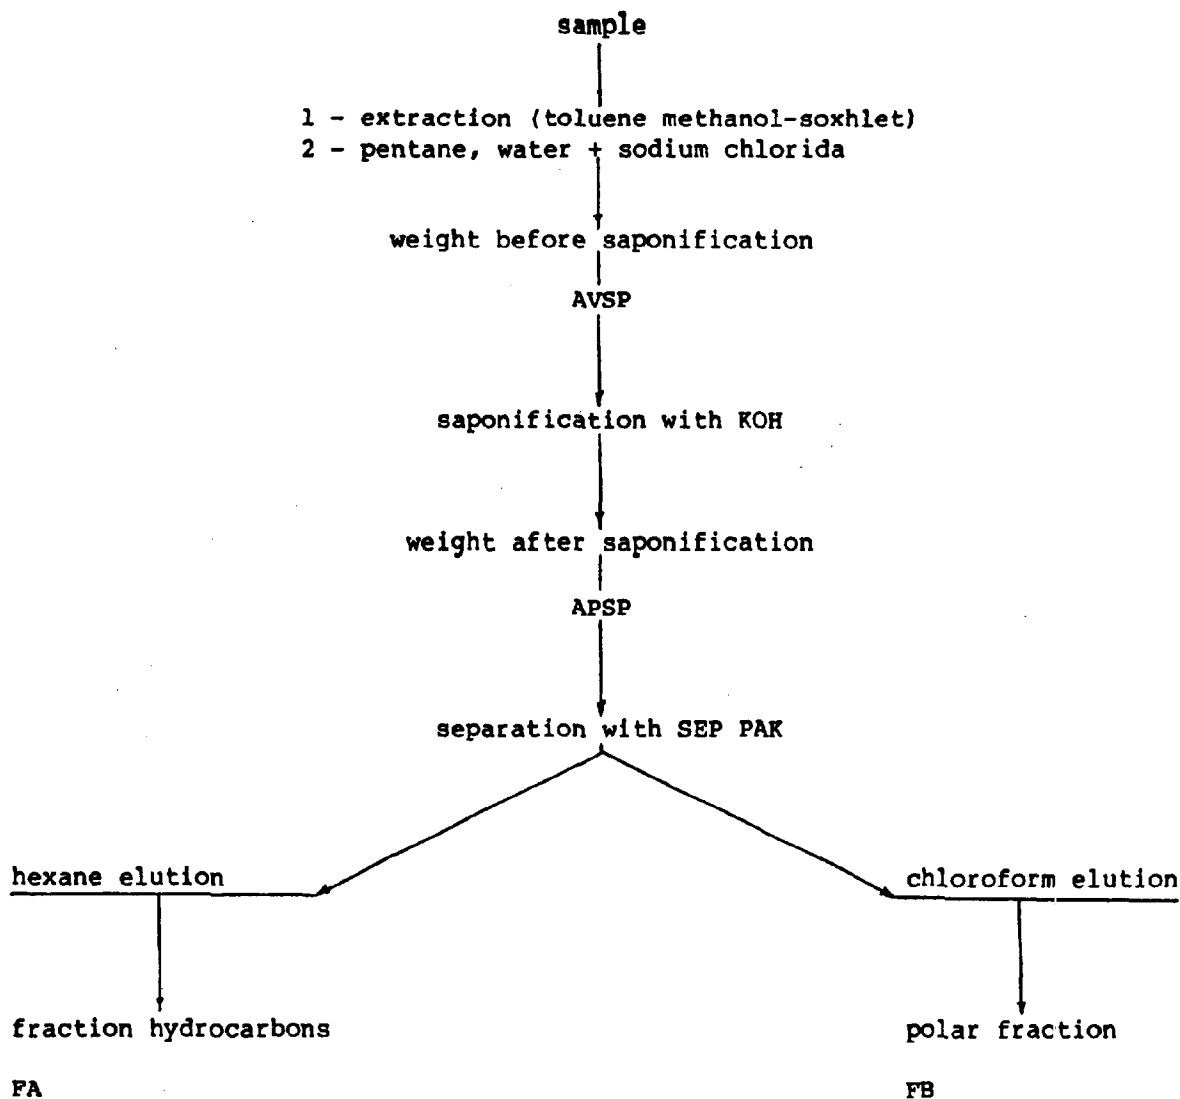 sample
1 - extraction (toluene methanol-soxhlet)
2 - pentane, water + sodium chlorida
weight before saponification
AVSP
saponification with KOH
weight after saponification
APSP
separation with SEP PAK
hexane elution
chloroform elution
fraction hydrocarbons
polar fraction
FA
FB